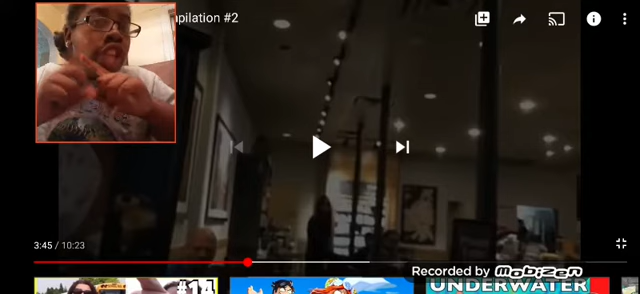 pilation #2
3:45 / 10:23
Recorded by mobizen
#14
UNDERWATER